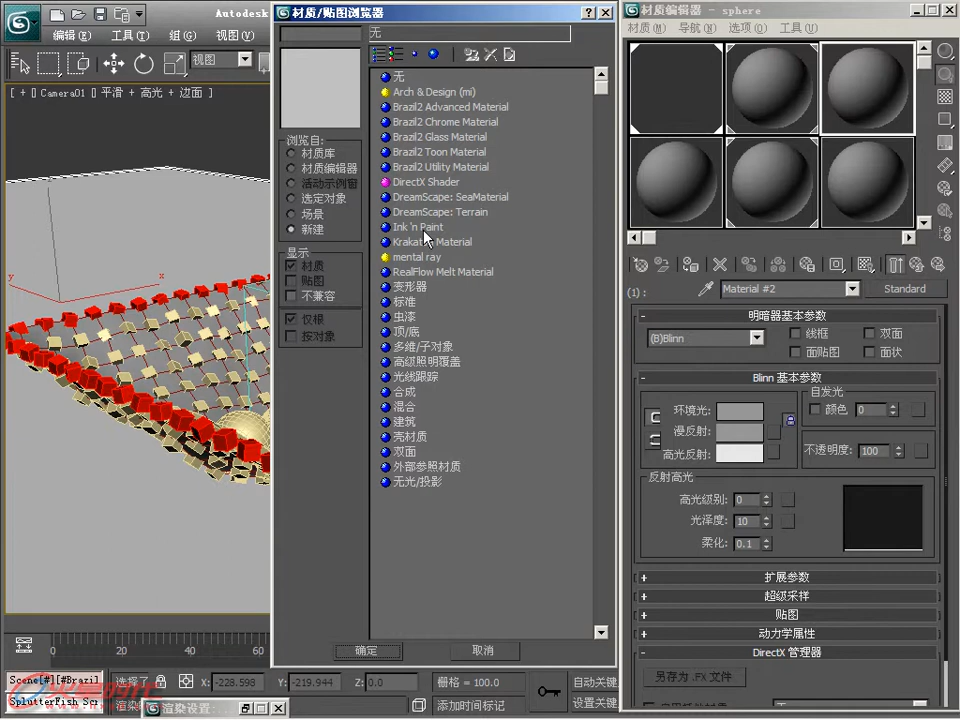 Autodesk
编辑(E) 工具(T) 组(G) 视图(V)
视图
[ + [] Camera01 [] 平滑 + 高光 + 边面 ]
y
x
z
材质/贴图浏览器
无
浏览自:
材质库
材质编辑器
活动示例窗
选定对象
场景
新建
显示
材质
贴图
不兼容
仅根
按对象
无
Arch & Design (mi)
Brazil2 Advanced Material
Brazil2 Chrome Material
Brazil2 Glass Material
Brazil2 Toon Material
Brazil2 Utility Material
DirectX Shader
DreamScape: SeaMaterial
DreamScape: Terrain
Ink 'n Paint
Material
mental ray
RealFlow Melt Material
变形器
标准
虫漆
顶/底
多维/子对象
高级照明覆盖
光线跟踪
合成
混合
建筑
壳材质
双面
外部参照材质
无光/投影
确定
取消
材质编辑器 - sphere
材质(M) 导航(N) 选项(O) 工具(U)
(1) :
Material #2
Standard
明暗器基本参数
(B)Blinn
线框
双面
面贴图
面状
Blinn 基本参数
环境光:
漫反射:
高光反射:
自发光
颜色
0
不透明度:
100
反射高光
高光级别: 0
光泽度: 10
柔化: 0.1
扩展参数
超级采样
贴图
动力学属性
DirectX 管理器
另存为 .FX 文件
0 20 40 60
Scene[#][#Brazil
SplutterFish Scr
选择了
X: -228.598
Y: -219.944
Z: 0.0
栅格 = 100.0
添加时间标记
自动关键
设置关键
渲染设置:
火星时代